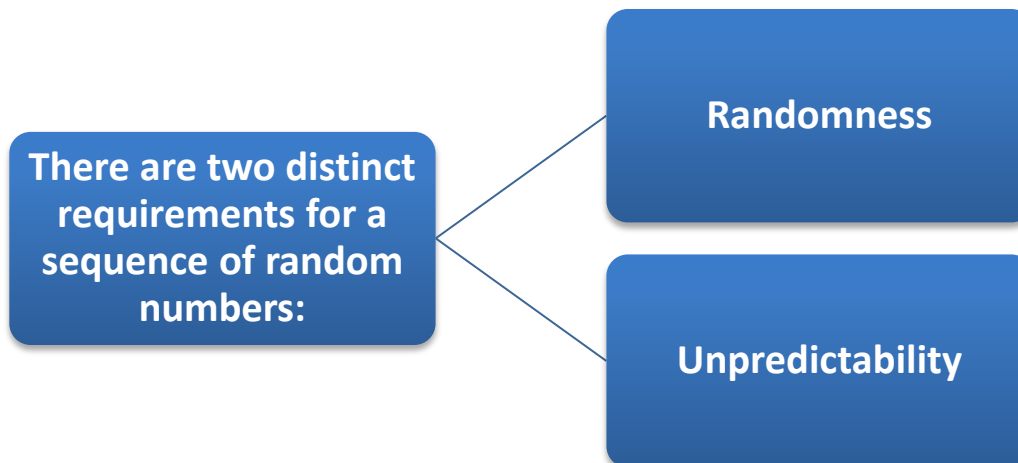 There are two distinct
requirements for a
sequence of random
numbers:
Randomness
Unpredictability